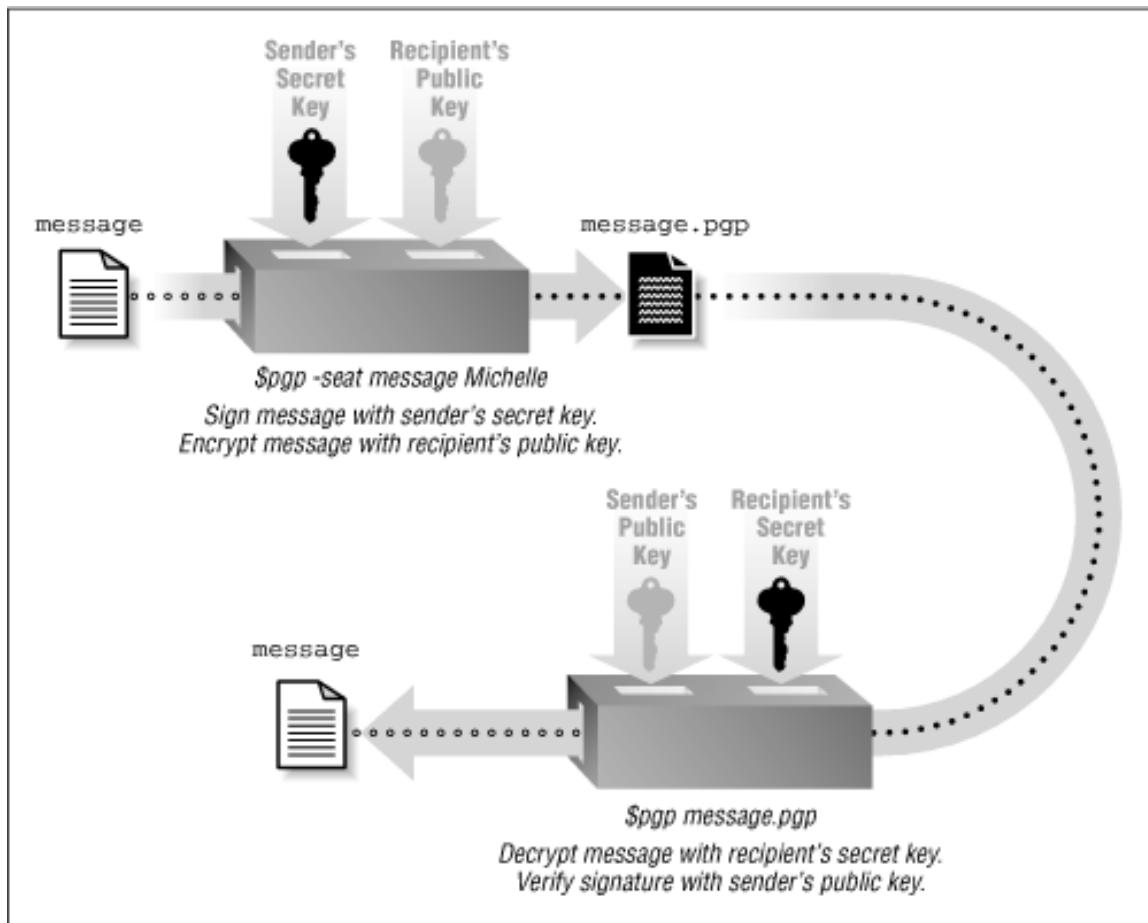 Sender's
Secret
Key
Recipient's
Public
Key
message
message.pgp
$pgp -seat message Michelle
Sign message with sender's secret key.
Encrypt message with recipient's public key.
Sender's
Public
Key
Recipient's
Secret
Key
message
$pgp message.pgp
Decrypt message with recipient's secret key.
Verify signature with sender's public key.